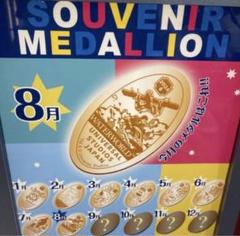 SOUVENIR
MEDALLION
8月
WATERWORLD
UNIVERSAL
STUDIOS
JAPAN
1月 2月 3月 4月 5月 6月
7月 8月 9月 10月 11月 12月
? ? ? ?